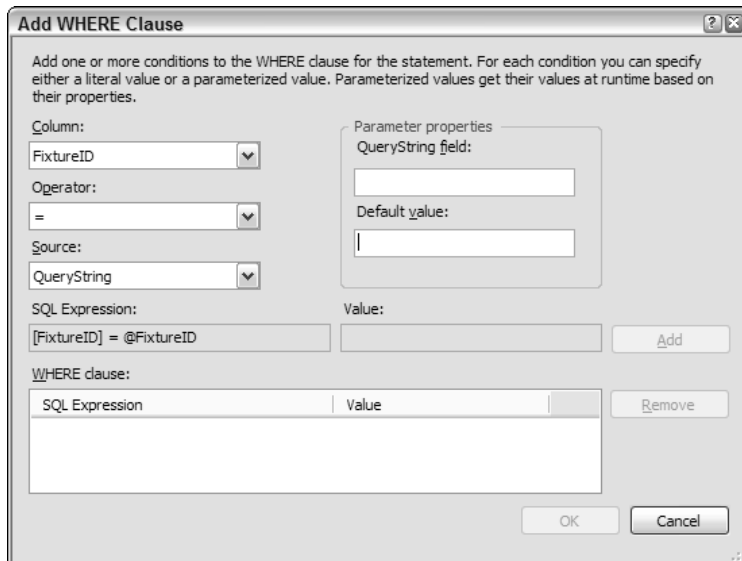 Add WHERE Clause
Add one or more conditions to the WHERE clause for the statement. For each condition you can specify
either a literal value or a parameterized value. Parameterized values get their values at runtime based on
their properties.
Column:
FixtureID
Operator:
=
Source:
QueryString
Parameter properties
QueryString field:
Default value:
SQL Expression:
[FixtureID] = @FixtureID
Value:
Add
WHERE clause:
SQL Expression Value
Remove
OK Cancel